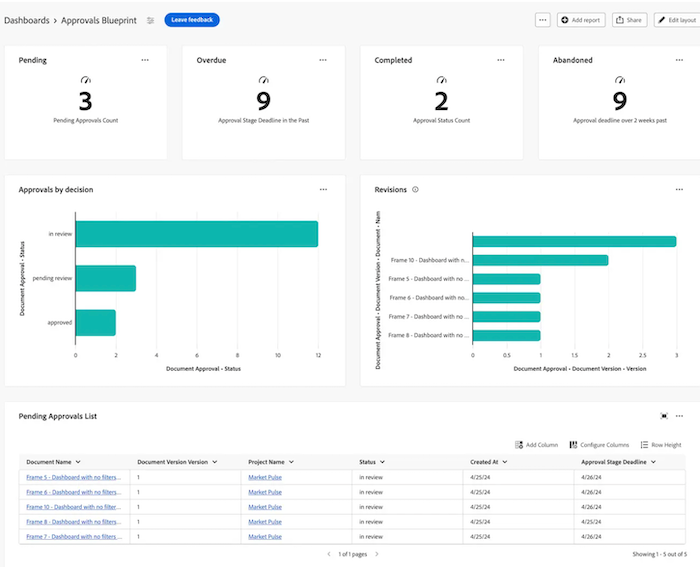 Dashboards > Approvals Blueprint
Leave feedback
Add report
Share
Edit layout
Pending
3
Pending Approvals Count
Overdue
9
Approval Stage Deadline in the Past
Completed
2
Approval Status Count
Abandoned
9
Approval deadline over 2 weeks past
Approvals by decision
Document Approval - Status
in review
pending review
approved
0 2 4 6 8 10 12
Document Approval - Status
Revisions
Document Approval - Document Version - Document - Nam
Frame 10 - Dashboard with n...
Frame 5 - Dashboard with no ...
Frame 6 - Dashboard with no ...
Frame 7 - Dashboard with no ...
Frame 8 - Dashboard with no ...
0 0.5 1 1.5 2 2.5 3
Document Approval - Document Version - Version
Pending Approvals List
Add Column Configure Columns Row Height
Document Name Document Version Version Project Name Status Created At Approval Stage Deadline
Frame 5 - Dashboard with no filters... 1 Market Pulse in review 4/25/24 4/26/24
Frame 6 - Dashboard with no filters... 1 Market Pulse in review 4/25/24 4/26/24
Frame 10 - Dashboard with no filter... 1 Market Pulse in review 4/25/24 4/26/24
Frame 8 - Dashboard with no filters... 1 Market Pulse in review 4/25/24 4/26/24
Frame 7 - Dashboard with no filters... 1 Market Pulse in review 4/25/24 4/26/24
< 1 of 1 pages >
Showing 1 - 5 out of 5